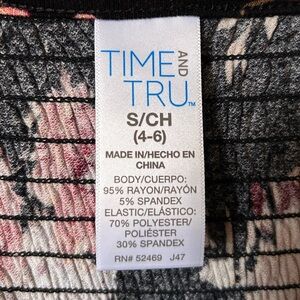 TIME AND
TRU™
S/CH
(4-6)
MADE IN/HECHO EN
CHINA
BODY/CUERPO:
95% RAYON/RAYÓN
5% SPANDEX
ELASTIC/ELÁSTICO:
70% POLYESTER/
POLIÉSTER
30% SPANDEX
RN# 52469 J47